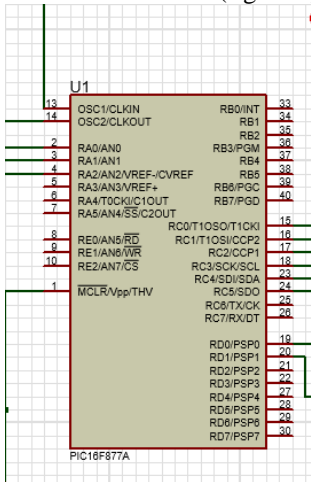 U1
13 OSC1/CLKIN RB0/INT 33
14 OSC2/CLKOUT RB1 34
RB2 35
2 RA0/AN0 RB3/PGM 36
3 RA1/AN1 RB4 37
4 RA2/AN2/VREF-/CVREF RB5 38
5 RA3/AN3/VREF+ RB6/PGC 39
6 RA4/T0CKI/C1OUT RB7/PGD 40
7 RA5/AN4/SS/C2OUT
RC0/T1OSO/T1CKI 15
8 RE0/AN5/RD RC1/T1OSI/CCP2 16
9 RE1/AN6/WR RC2/CCP1 17
10 RE2/AN7/CS RC3/SCK/SCL 18
RC4/SDI/SDA 23
1 MCLR/Vpp/THV RC5/SDO 24
RC6/TX/CK 25
RC7/RX/DT 26
RD0/PSP0 19
RD1/PSP1 20
RD2/PSP2 21
RD3/PSP3 22
RD4/PSP4 27
RD5/PSP5 28
RD6/PSP6 29
RD7/PSP7 30
PIC16F877A